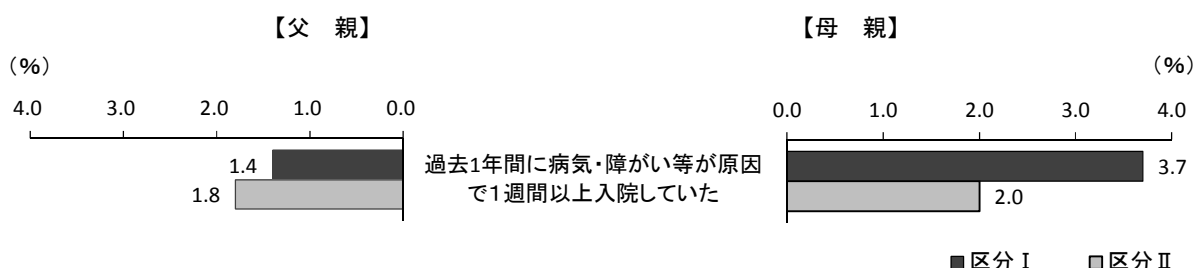 【父　親】
【母　親】
（%）
（%）
4.0 3.0 2.0 1.0 0.0
0.0 1.0 2.0 3.0 4.0
1.4
1.8
過去1年間に病気・障がい等が原因
で１週間以上入院していた
3.7
2.0
区分Ⅰ 区分Ⅱ